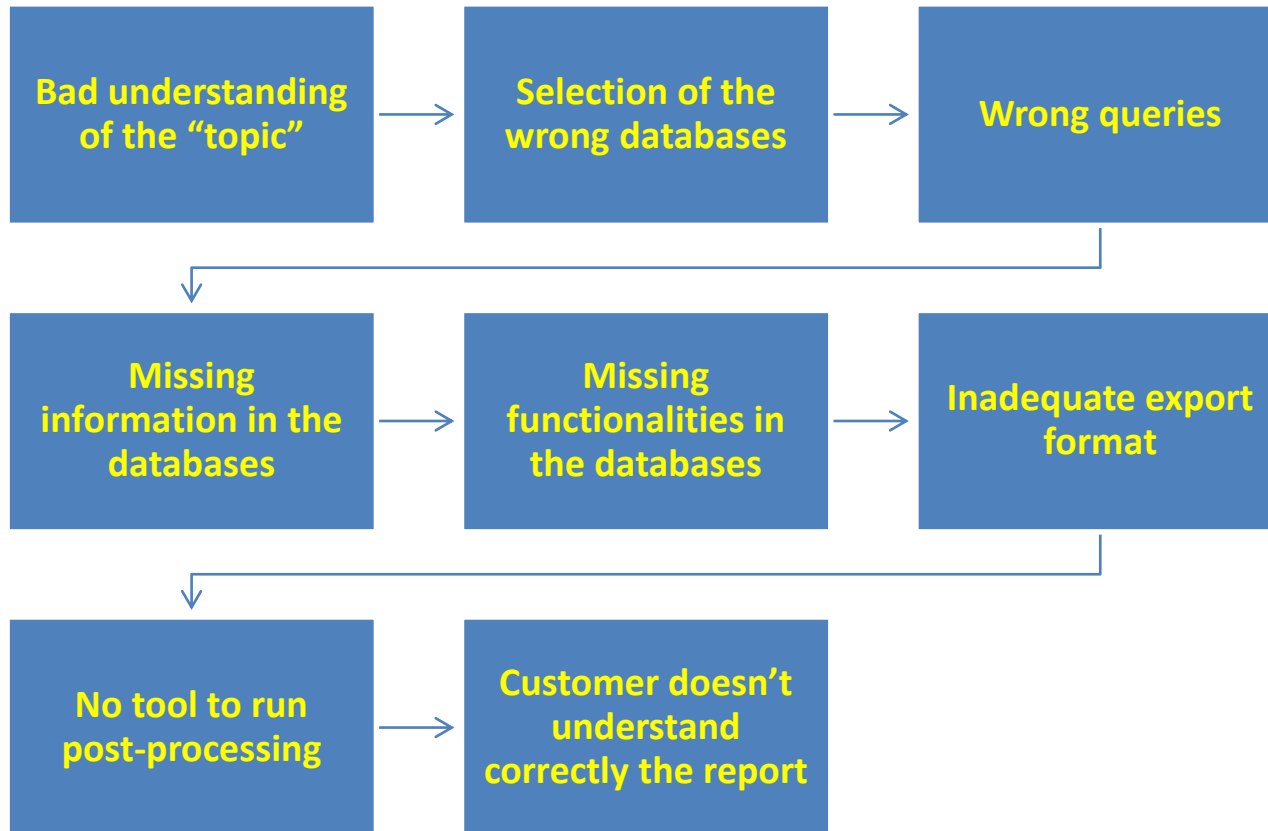 Bad understanding
of the “topic”
Selection of the
wrong databases
Wrong queries
Missing
information in the
databases
Missing
functionalities in
the databases
Inadequate export
format
No tool to run
post-processing
Customer doesn’t
understand
correctly the report